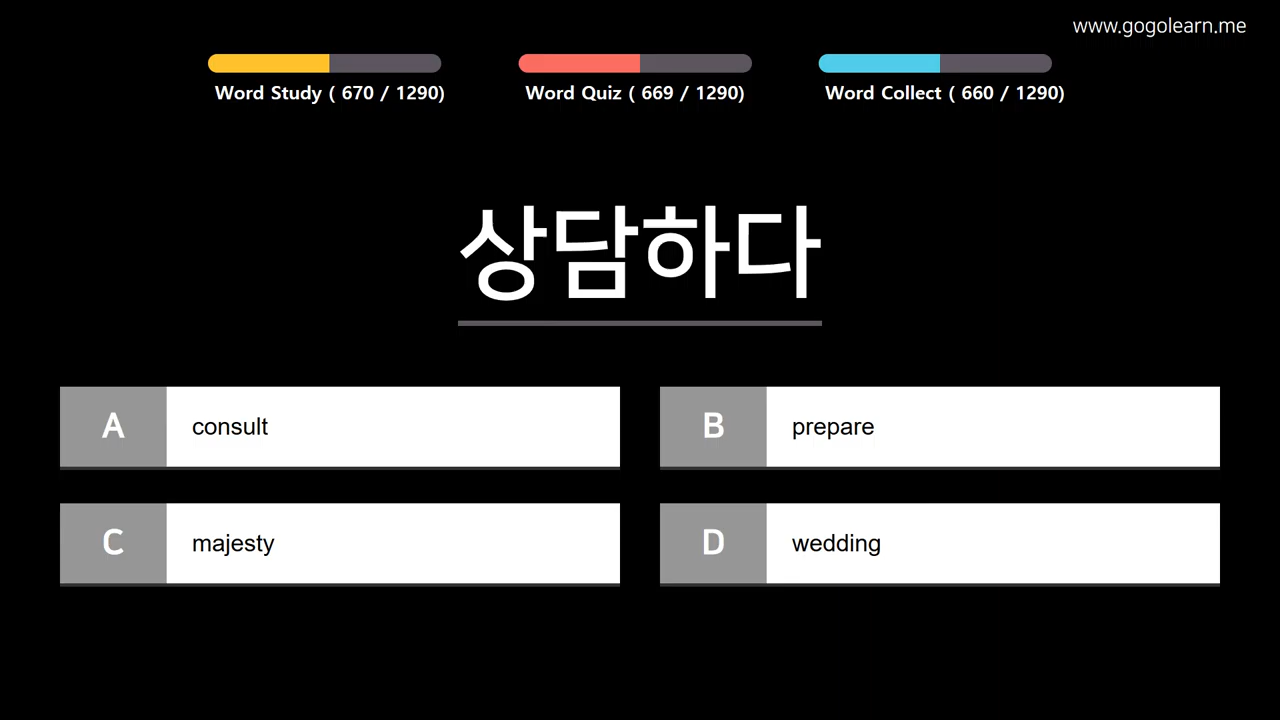 www.gogolearn.me
Word Study ( 670 / 1290)
Word Quiz ( 669 / 1290)
Word Collect ( 660 / 1290)
상담하다
A consult
B prepare
C majesty
D wedding